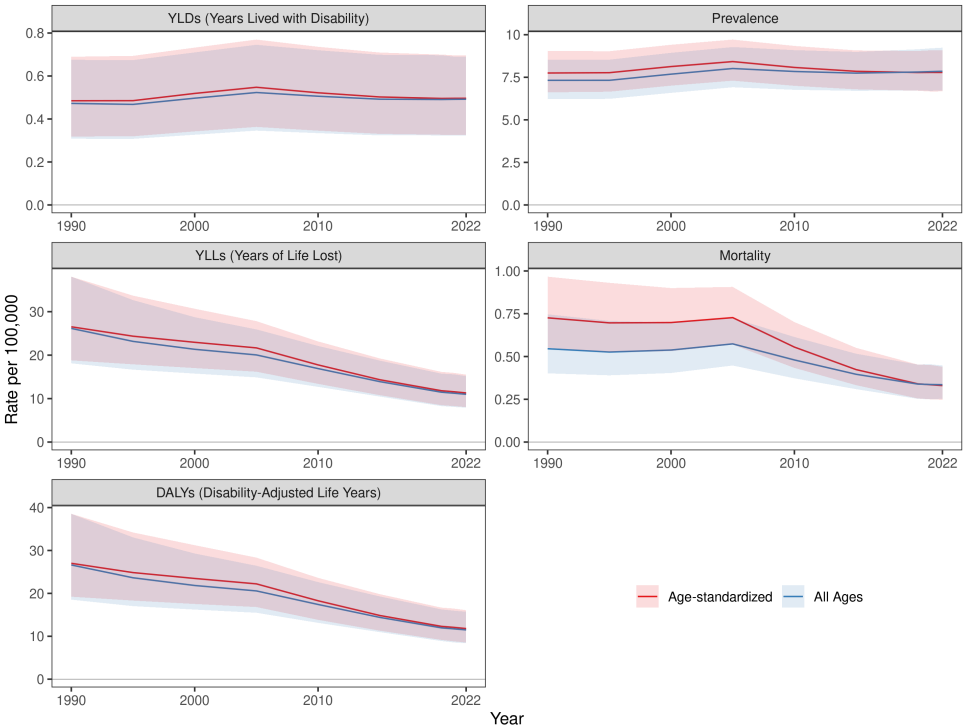 YLDs (Years Lived with Disability)
0.8
0.6
0.4
0.2
0.0
1990 2000 2010 2022
Prevalence
10
7.5
5.0
2.5
0.0
1990 2000 2010 2022
Rate per 100,000
YLLs (Years of Life Lost)
30
20
10
0
1990 2000 2010 2022
Mortality
1.00
0.75
0.50
0.25
0.00
1990 2000 2010 2022
DALYs (Disability-Adjusted Life Years)
40
30
20
10
0
1990 2000 2010 2022
Age-standardized All Ages
Year